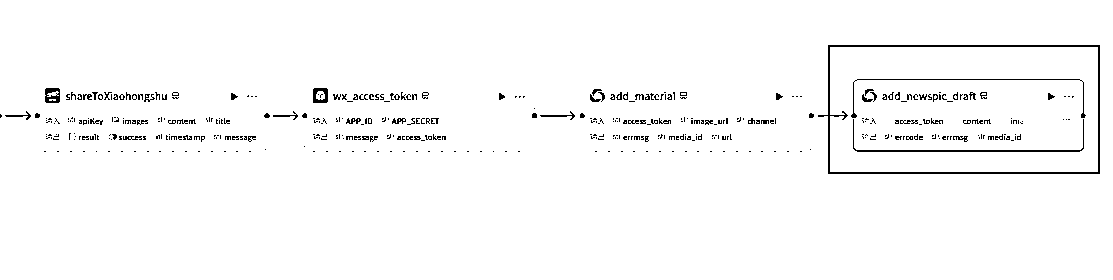 shareToXiaohongshu
输入 apiKey images content title
输出 result success timestamp message
wx_access_token
输入 APP_ID APP_SECRET
输出 message access_token
add_material
输入 access_token image_url channel
输出 errmsg media_id url
add_newspic_draft
输入 access_token content
输出 errcode errmsg media_id